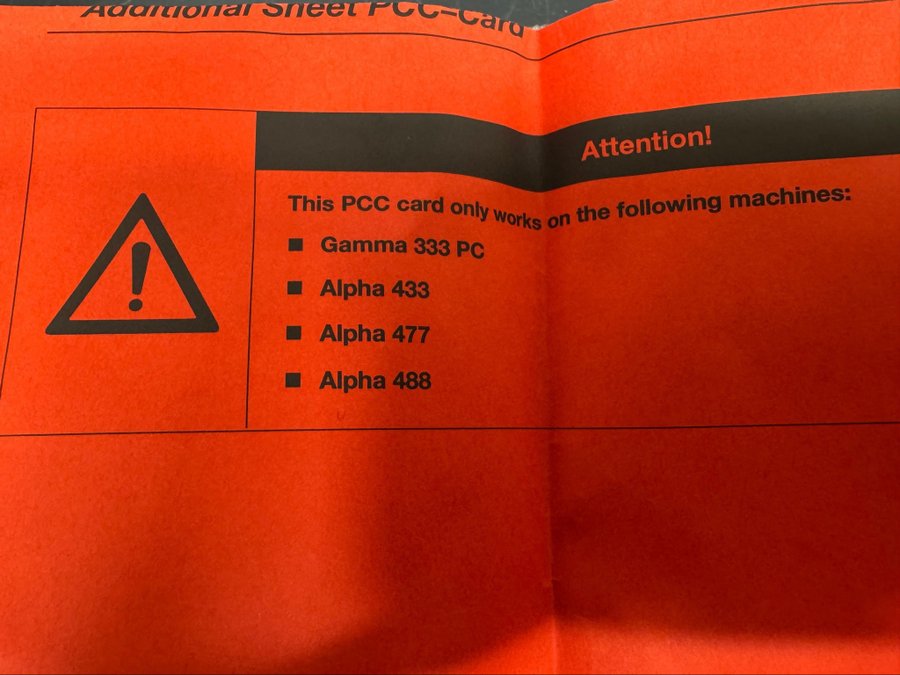 Additional Sheet PCC-Card
Attention!
This PCC card only works on the following machines:
■ Gamma 333 PC
■ Alpha 433
■ Alpha 477
■ Alpha 488